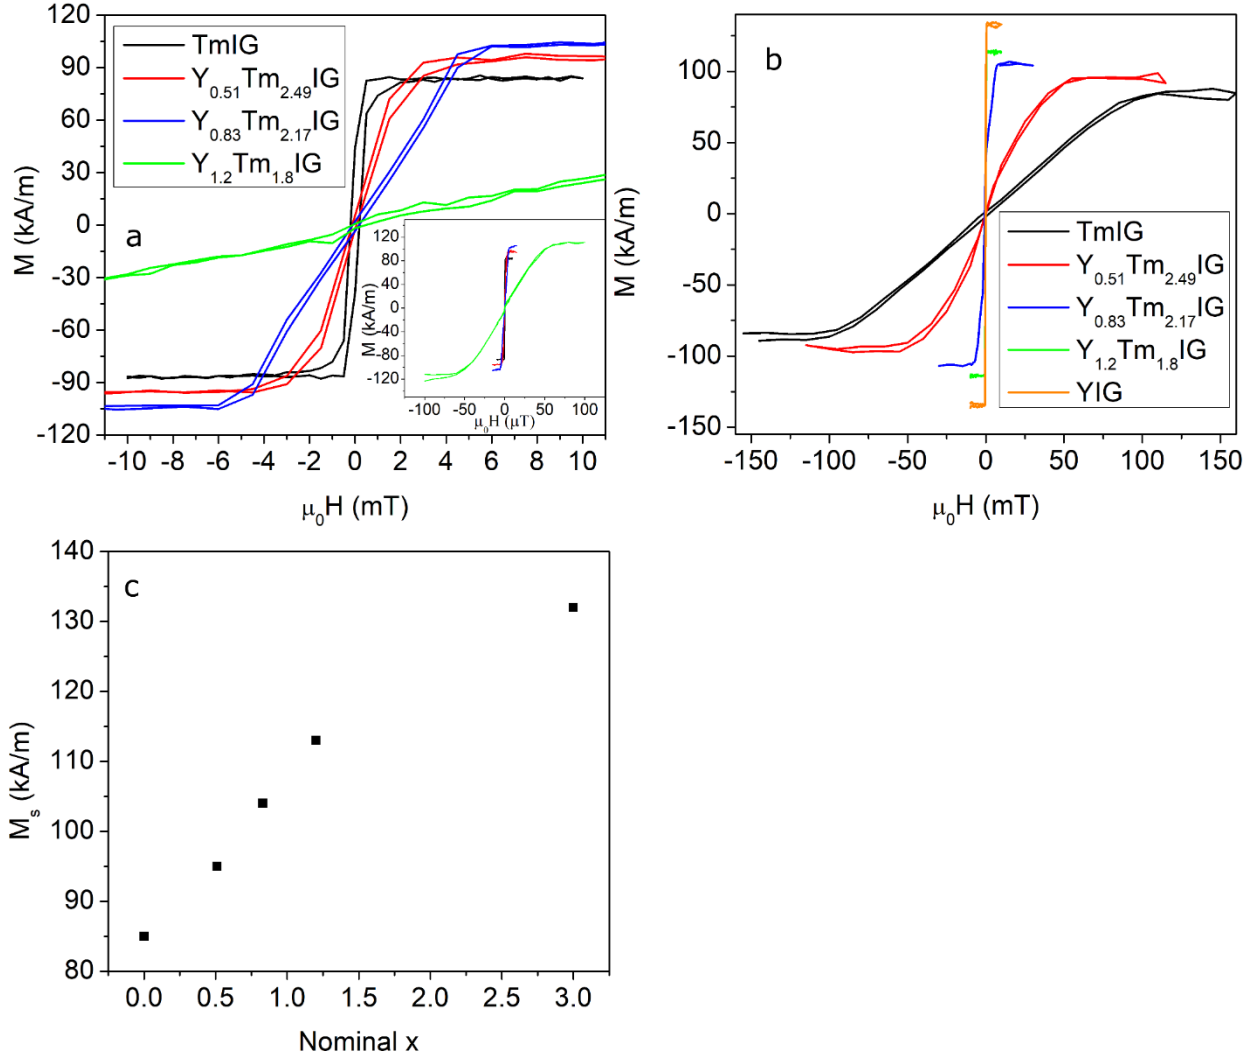 120
90
60
30
0
-30
-60
-90
-120
M (kA/m)
TmIG
Y0.51Tm2.49IG
Y0.83Tm2.17IG
Y1.2Tm1.8IG
a
120
80
40
0
-40
-80
-120
M (kA/m)
-100 -50 0 50 100
μ0H (μT)
-10 -8 -6 -4 -2 0 2 4 6 8 10
μ0H (mT)
b
100
50
0
-50
-100
-150
M (kA/m)
TmIG
Y0.51Tm2.49IG
Y0.83Tm2.17IG
Y1.2Tm1.8IG
YIG
-150 -100 -50 0 50 100 150
μ0H (mT)
c
140
130
120
110
100
90
80
Ms (kA/m)
0.0 0.5 1.0 1.5 2.0 2.5 3.0
Nominal x